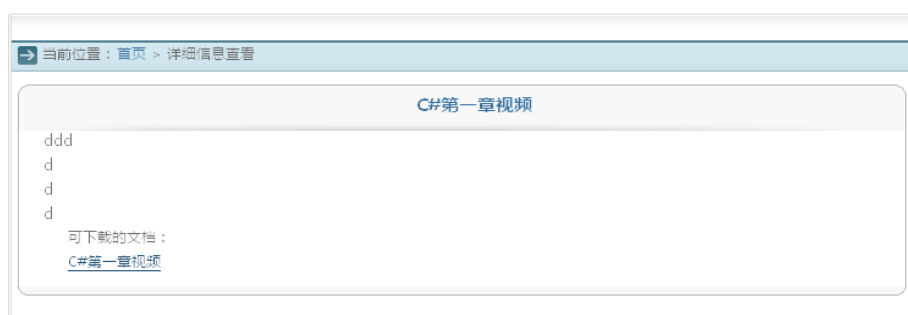 当前位置：首页 > 详细信息查看
C#第一章视频
ddd
d
d
d
可下载的文档：
C#第一章视频